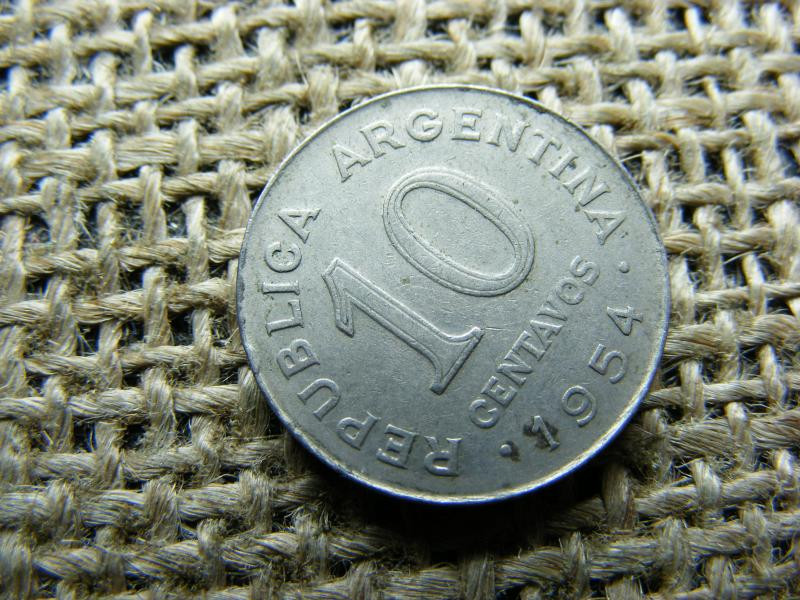 REPUBLICA ARGENTINA
10
CENTAVOS
· 1954 ·